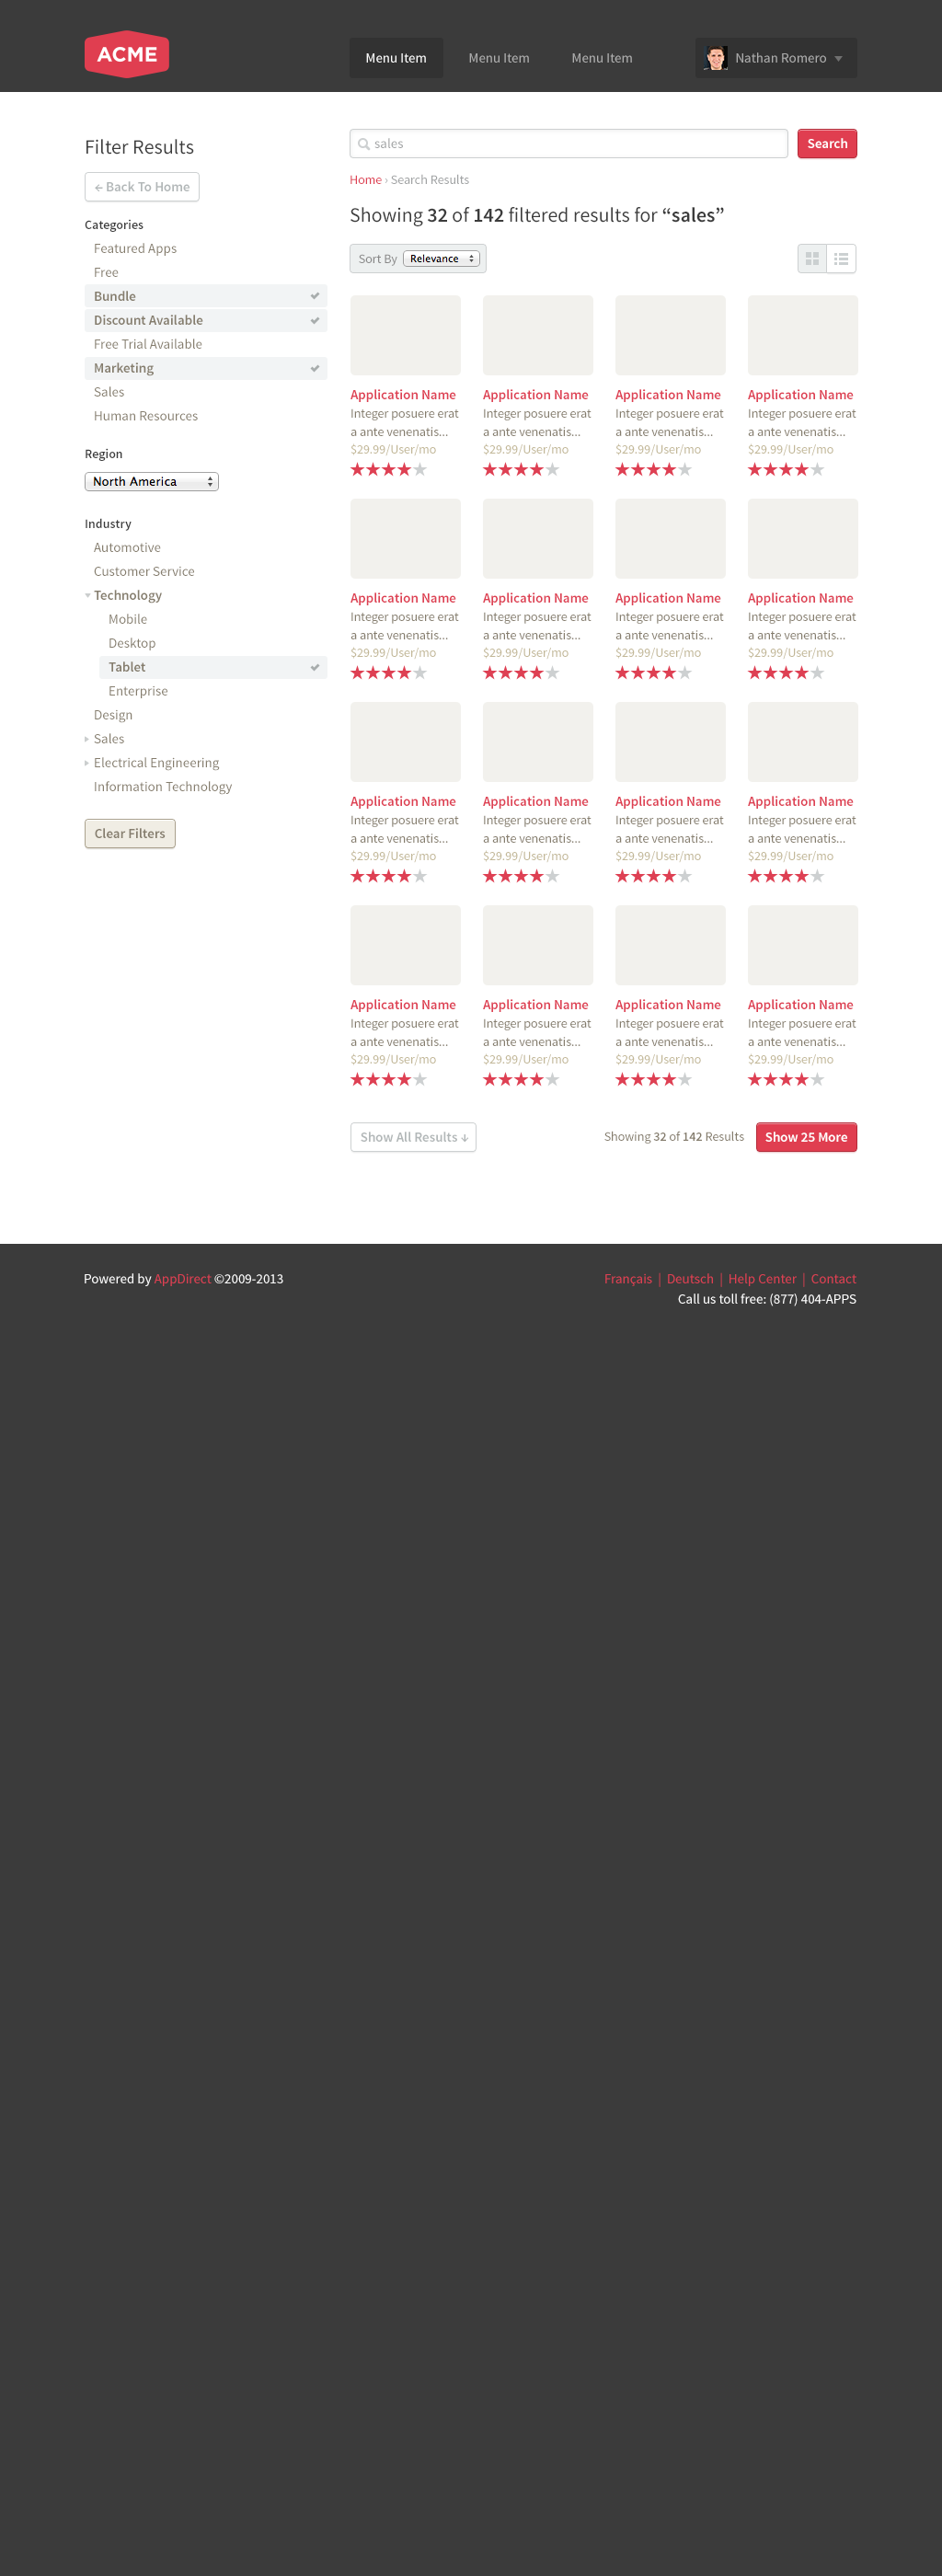 ACME
Menu Item
Menu Item
Menu Item
Nathan Romero
Filter Results
← Back To Home
Categories
Featured Apps
Free
Bundle
Discount Available
Free Trial Available
Marketing
Sales
Human Resources
Region
North America
Industry
Automotive
Customer Service
Technology
Mobile
Desktop
Tablet
Enterprise
Design
Sales
Electrical Engineering
Information Technology
Clear Filters
sales
Search
Home › Search Results
Showing 32 of 142 filtered results for “sales”
Sort By Relevance
Application Name
Integer posuere erat
a ante venenatis...
$29.99/User/mo
Application Name
Integer posuere erat
a ante venenatis...
$29.99/User/mo
Application Name
Integer posuere erat
a ante venenatis...
$29.99/User/mo
Application Name
Integer posuere erat
a ante venenatis...
$29.99/User/mo
Application Name
Integer posuere erat
a ante venenatis...
$29.99/User/mo
Application Name
Integer posuere erat
a ante venenatis...
$29.99/User/mo
Application Name
Integer posuere erat
a ante venenatis...
$29.99/User/mo
Application Name
Integer posuere erat
a ante venenatis...
$29.99/User/mo
Application Name
Integer posuere erat
a ante venenatis...
$29.99/User/mo
Application Name
Integer posuere erat
a ante venenatis...
$29.99/User/mo
Application Name
Integer posuere erat
a ante venenatis...
$29.99/User/mo
Application Name
Integer posuere erat
a ante venenatis...
$29.99/User/mo
Application Name
Integer posuere erat
a ante venenatis...
$29.99/User/mo
Application Name
Integer posuere erat
a ante venenatis...
$29.99/User/mo
Application Name
Integer posuere erat
a ante venenatis...
$29.99/User/mo
Application Name
Integer posuere erat
a ante venenatis...
$29.99/User/mo
Show All Results ↓
Showing 32 of 142 Results
Show 25 More
Powered by AppDirect ©2009-2013
Français | Deutsch | Help Center | Contact
Call us toll free: (877) 404-APPS